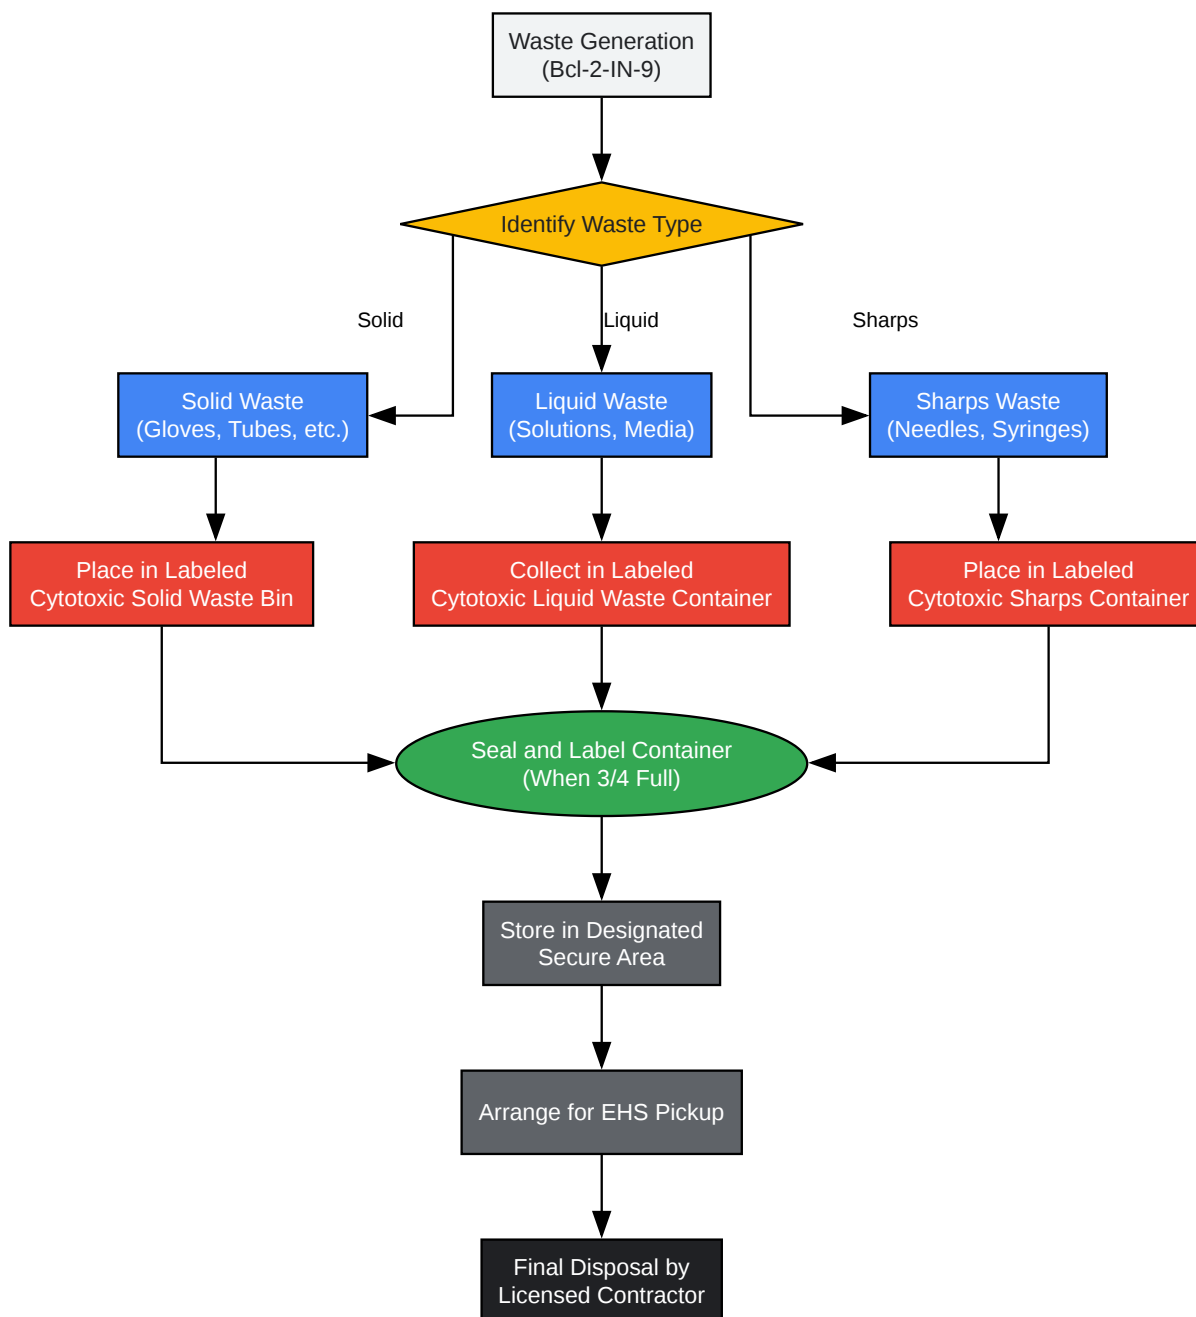 Waste Generation
(Bcl-2-IN-9)
Identify Waste Type
Solid
Liquid
Sharps
Solid Waste
(Gloves, Tubes, etc.)
Liquid Waste
(Solutions, Media)
Sharps Waste
(Needles, Syringes)
Place in Labeled
Cytotoxic Solid Waste Bin
Collect in Labeled
Cytotoxic Liquid Waste Container
Place in Labeled
Cytotoxic Sharps Container
Seal and Label Container
(When 3/4 Full)
Store in Designated
Secure Area
Arrange for EHS Pickup
Final Disposal by
Licensed Contractor